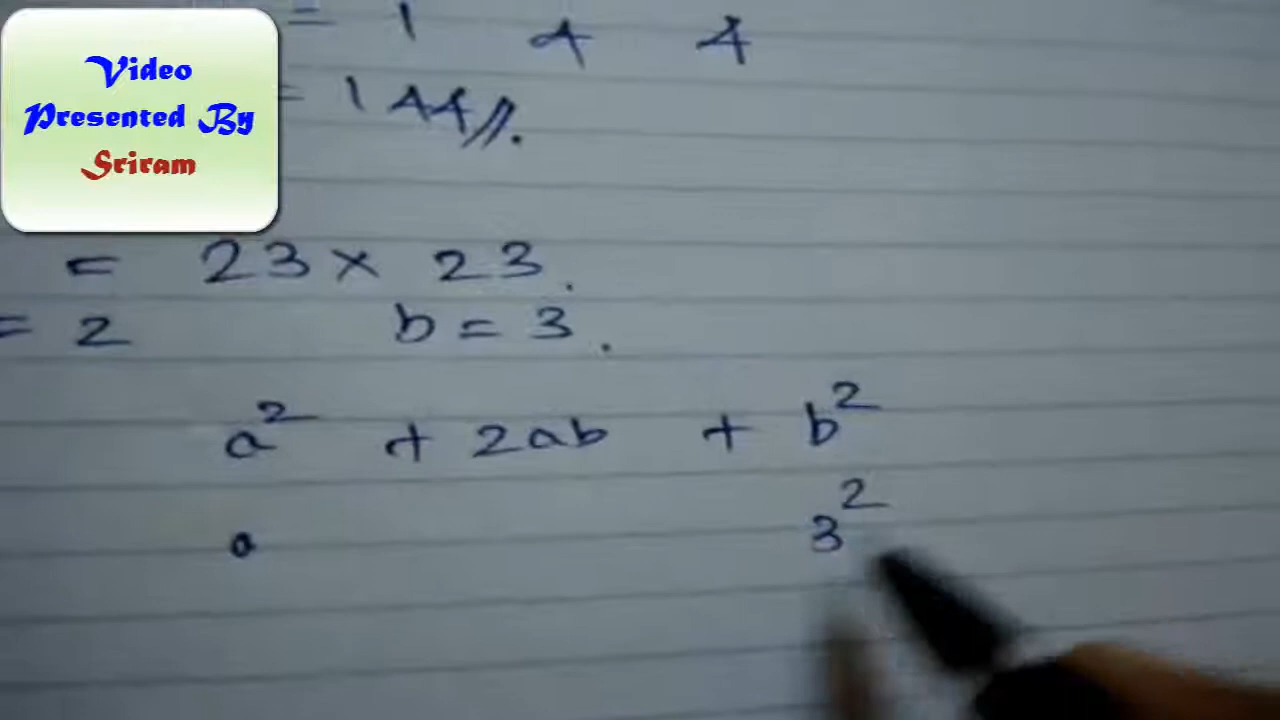 Video
Presented By
Sriram
= 1 4 4
= 144//.
= 23 × 23.
= 2 b = 3.
a² + 2ab + b²
a 3²